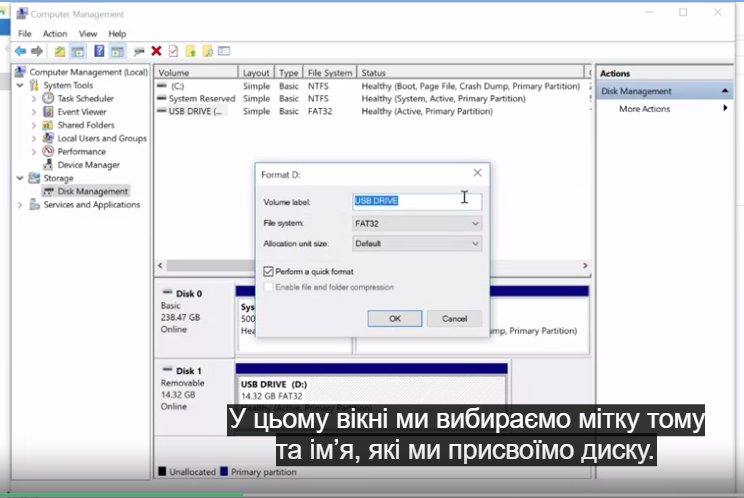 Computer Management
File Action View Help
Computer Management (Local)
System Tools
Task Scheduler
Event Viewer
Shared Folders
Local Users and Groups
Performance
Device Manager
Storage
Disk Management
Services and Applications
Volume Layout Type File System Status
(C:) Simple Basic NTFS Healthy (Boot, Page File, Crash Dump, Primary Partition)
System Reserved Simple Basic NTFS Healthy (System, Active, Primary Partition)
USB DRIVE (... Simple Basic FAT32 Healthy (Active, Primary Partition)
Actions
Disk Management
More Actions
Format D:
Volume label: USB DRIVE
File system: FAT32
Allocation unit size: Default
Perform a quick format
Enable file and folder compression
OK Cancel
Disk 0
Basic
238.47 GB
Online
Sys
500
Hea
mp, Primary Partition)
Disk 1
Removable
14.32 GB
Online
USB DRIVE (D:)
14.32 GB FAT32
У цьому вікні ми вибираємо мітку тому
та ім’я, які ми присвоїмо диску.
Unallocated Primary partition